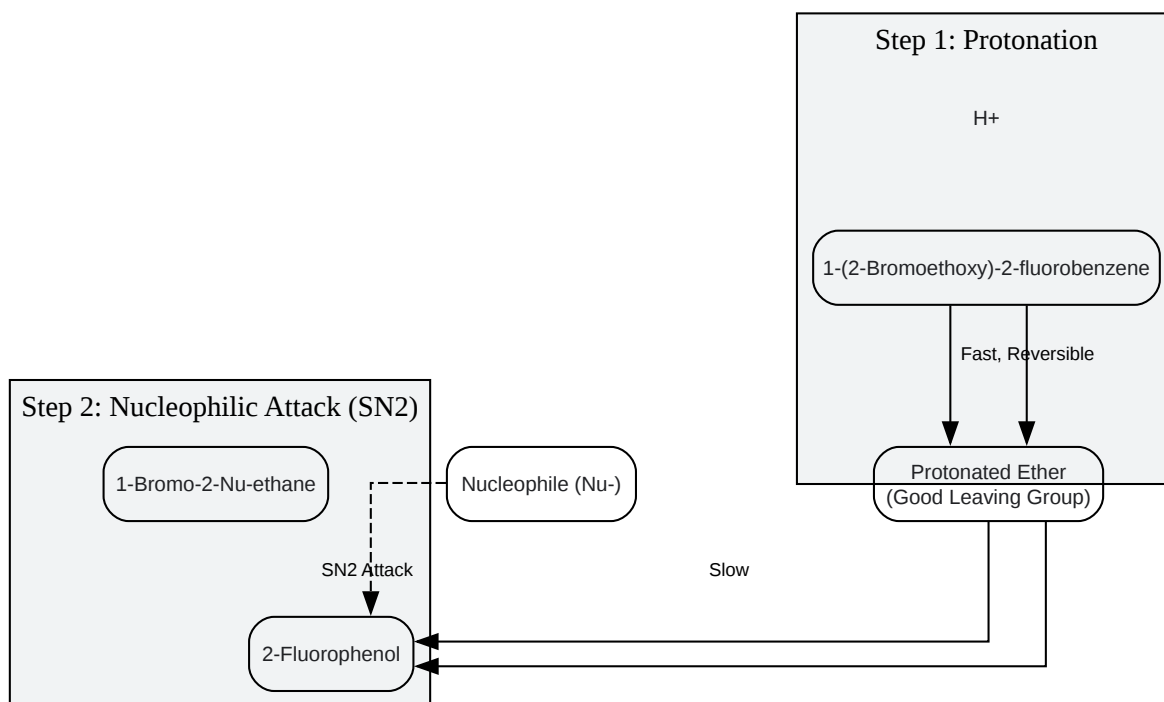 Step 1: Protonation
H+
1-(2-Bromoethoxy)-2-fluorobenzene
Fast, Reversible
Protonated Ether
(Good Leaving Group)
Step 2: Nucleophilic Attack (SN2)
1-Bromo-2-Nu-ethane
Nucleophile (Nu-)
SN2 Attack
Slow
2-Fluorophenol